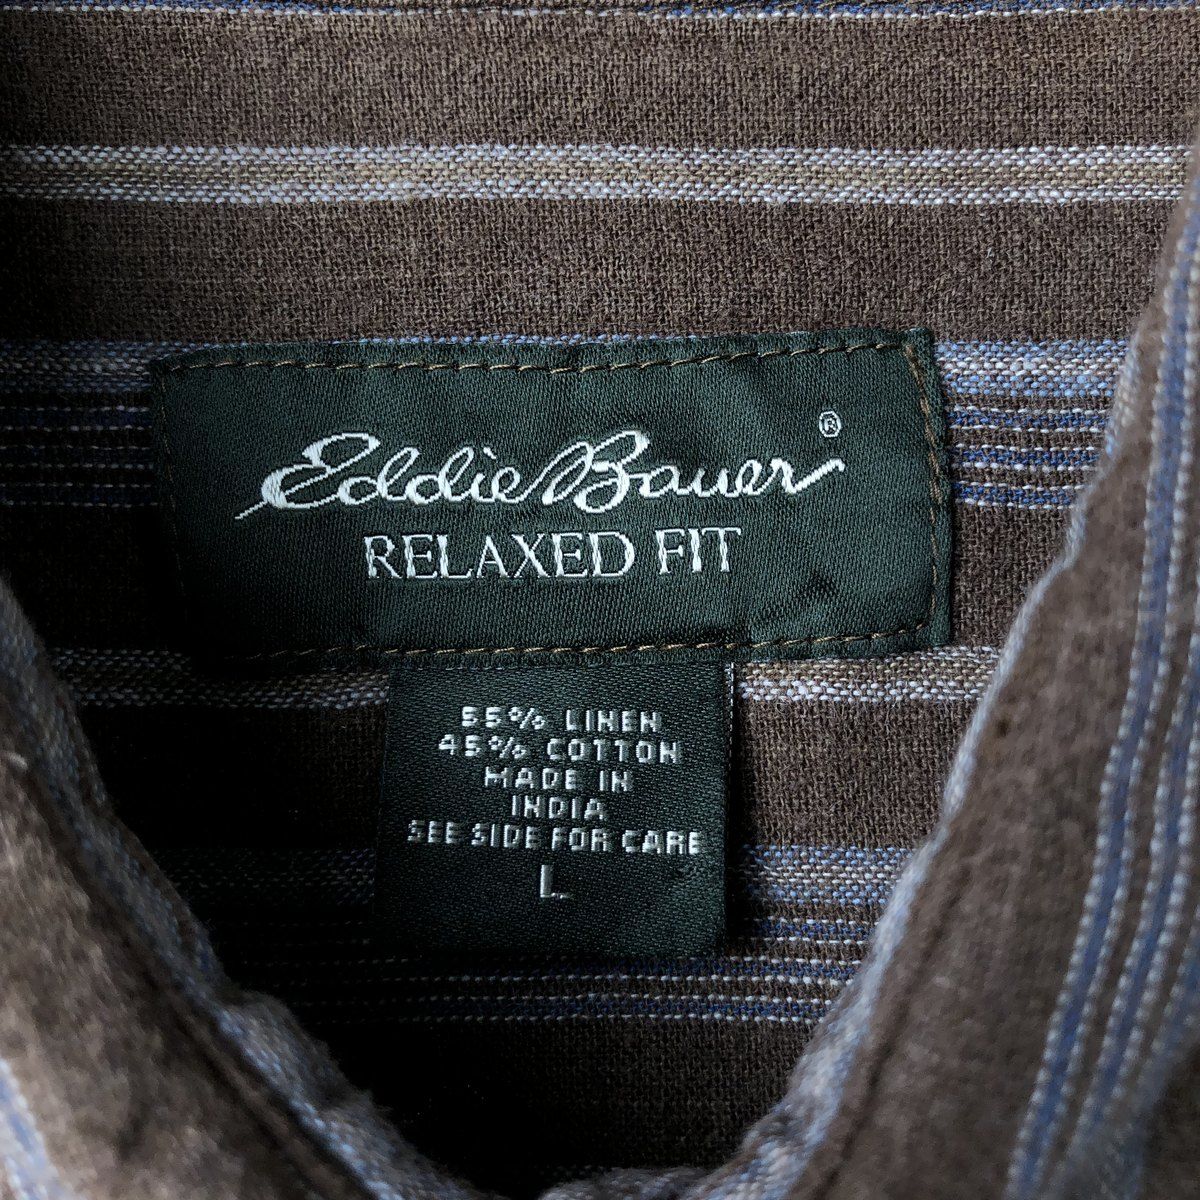 Eddie Bauer®
RELAXED FIT
55% LINEN
45% COTTON
MADE IN
INDIA
SEE SIDE FOR CARE
L